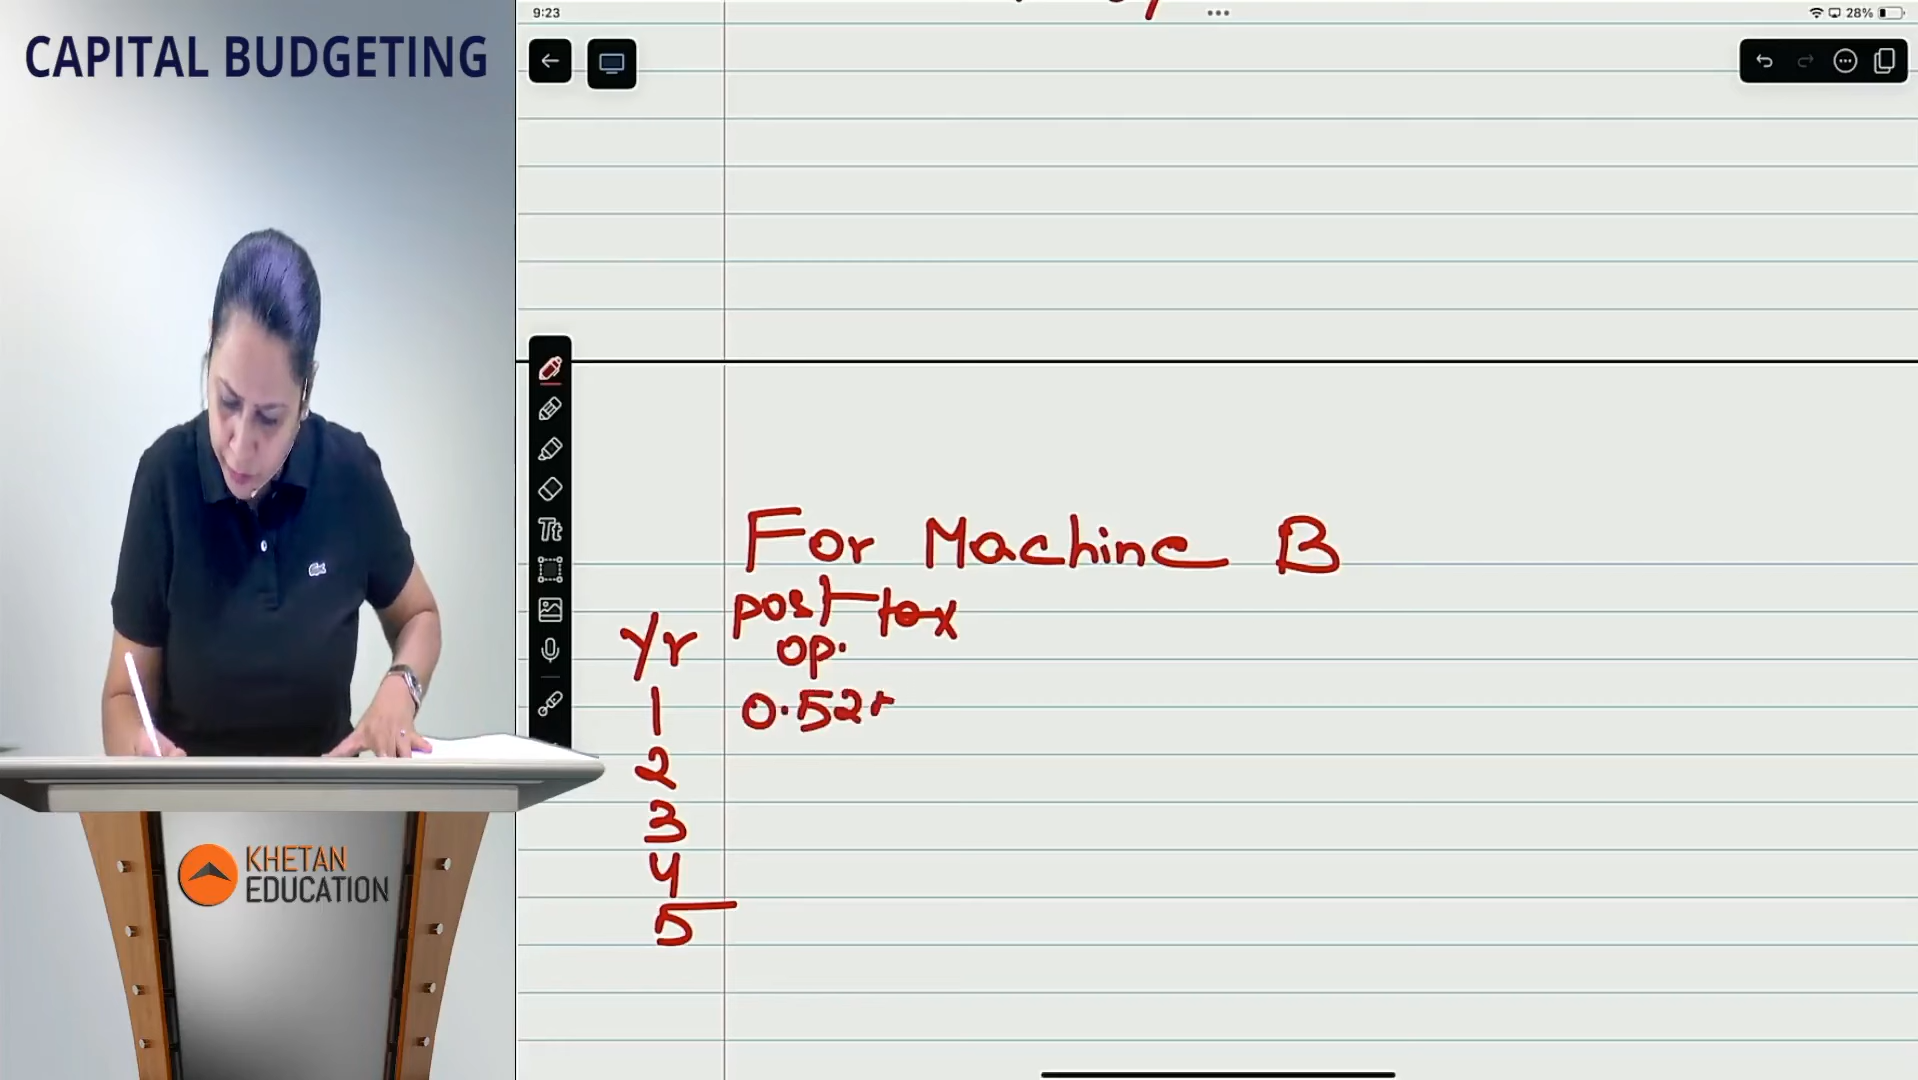 CAPITAL BUDGETING
9:23
28%
Tt
For Machine B
Yr
post-tax
op.
1 0.52
2
3
4
5
KHETAN
EDUCATION